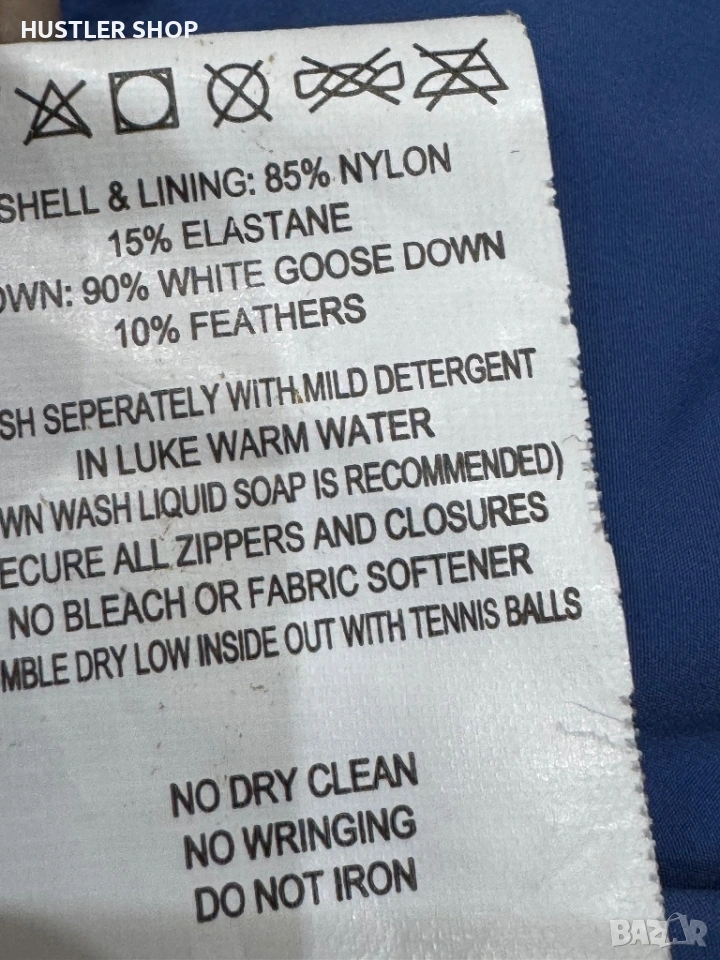 HUSTLER SHOP
SHELL & LINING: 85% NYLON
15% ELASTANE
OWN: 90% WHITE GOOSE DOWN
10% FEATHERS
SH SEPERATELY WITH MILD DETERGENT
IN LUKE WARM WATER
WN WASH LIQUID SOAP IS RECOMMENDED)
ECURE ALL ZIPPERS AND CLOSURES
NO BLEACH OR FABRIC SOFTENER
MBLE DRY LOW INSIDE OUT WITH TENNIS BALLS
NO DRY CLEAN
NO WRINGING
DO NOT IRON
BAZAR